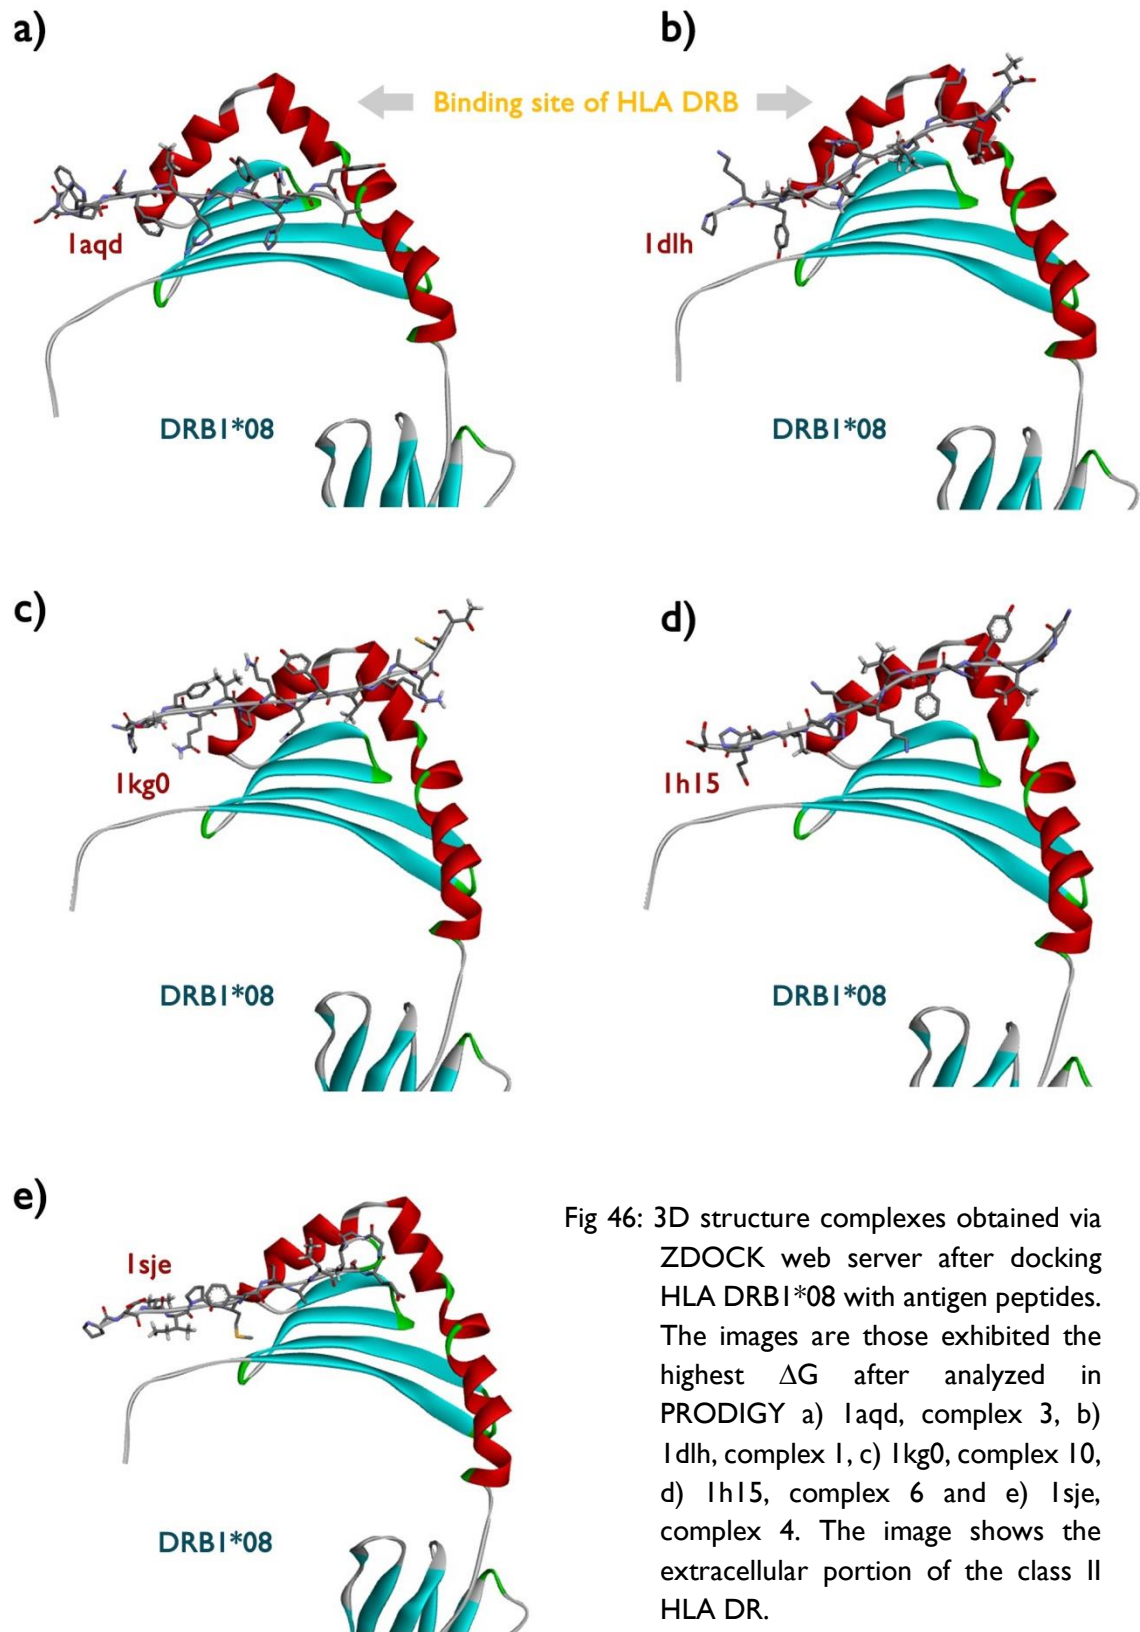 a)
b)
Binding site of HLA DRB
1aqd
1dlh
DRB1*08
DRB1*08
c)
d)
1kg0
1h15
DRB1*08
DRB1*08
e)
1sje
DRB1*08
Fig 46: 3D structure complexes obtained via
ZDOCK web server after docking
HLA DRB1*08 with antigen peptides.
The images are those exhibited the
highest ΔG after analyzed in
PRODIGY a) 1aqd, complex 3, b)
1dlh, complex 1, c) 1kg0, complex 10,
d) 1h15, complex 6 and e) 1sje,
complex 4. The image shows the
extracellular portion of the class II
HLA DR.